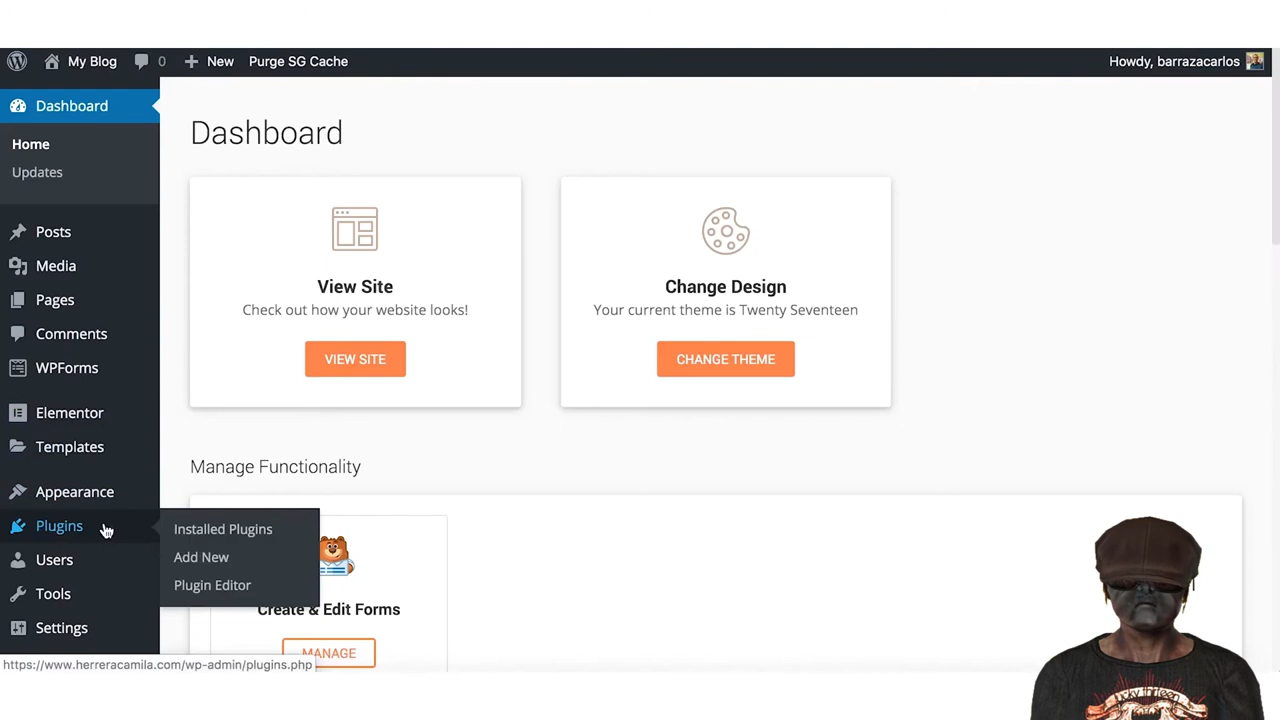 My Blog 0 New Purge SG Cache Howdy, barrazacarlos
Dashboard
Home
Updates
Posts
Media
Pages
Comments
WPForms
Elementor
Templates
Appearance
Plugins
Users
Tools
Settings
Installed Plugins
Add New
Plugin Editor
Dashboard
View Site
Check out how your website looks!
VIEW SITE
Change Design
Your current theme is Twenty Seventeen
CHANGE THEME
Manage Functionality
Create & Edit Forms
MANAGE
https://www.herreracamila.com/wp-admin/plugins.php
lucky thirteen